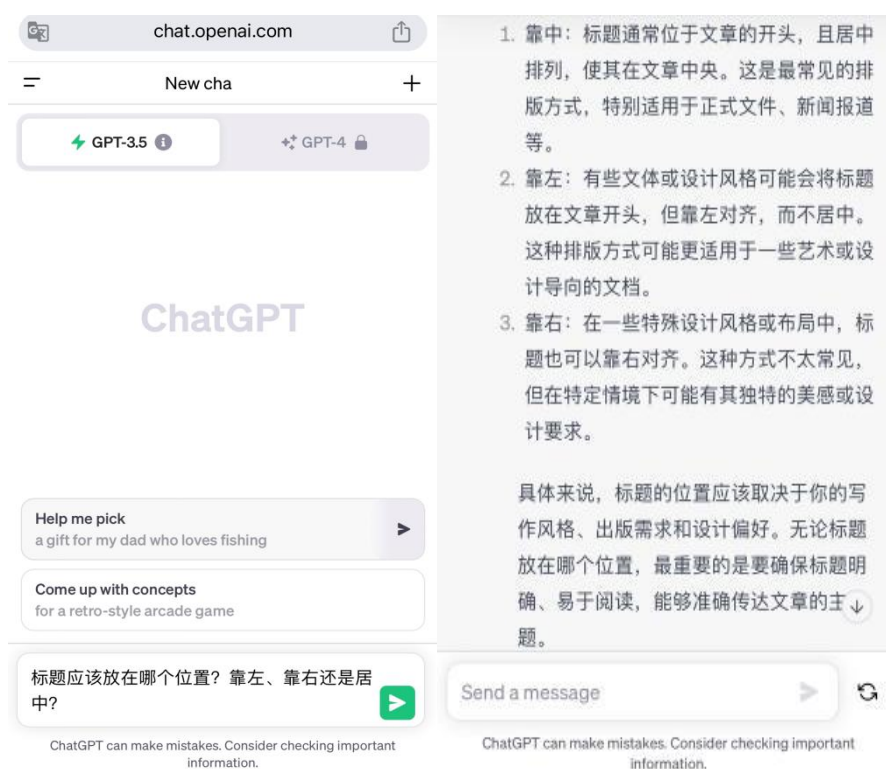 chat.openai.com
New cha
GPT-3.5
GPT-4
ChatGPT
Help me pick
a gift for my dad who loves fishing
Come up with concepts
for a retro-style arcade game
标题应该放在哪个位置？靠左、靠右还是居
中？
ChatGPT can make mistakes. Consider checking important
information.
1. 靠中：标题通常位于文章的开头，且居中
排列，使其在文章中央。这是最常见的排
版方式，特别适用于正式文件、新闻报道
等。
2. 靠左：有些文体或设计风格可能会将标题
放在文章开头，但靠左对齐，而不居中。
这种排版方式可能更适用于一些艺术或设
计导向的文档。
3. 靠右：在一些特殊设计风格或布局中，标
题也可以靠右对齐。这种方式不太常见，
但在特定情境下可能有其独特的美感或设
计要求。
具体来说，标题的位置应该取决于你的写
作风格、出版需求和设计偏好。无论标题
放在哪个位置，最重要的是要确保标题明
确、易于阅读，能够准确传达文章的主
题。
Send a message
ChatGPT can make mistakes. Consider checking important
information.